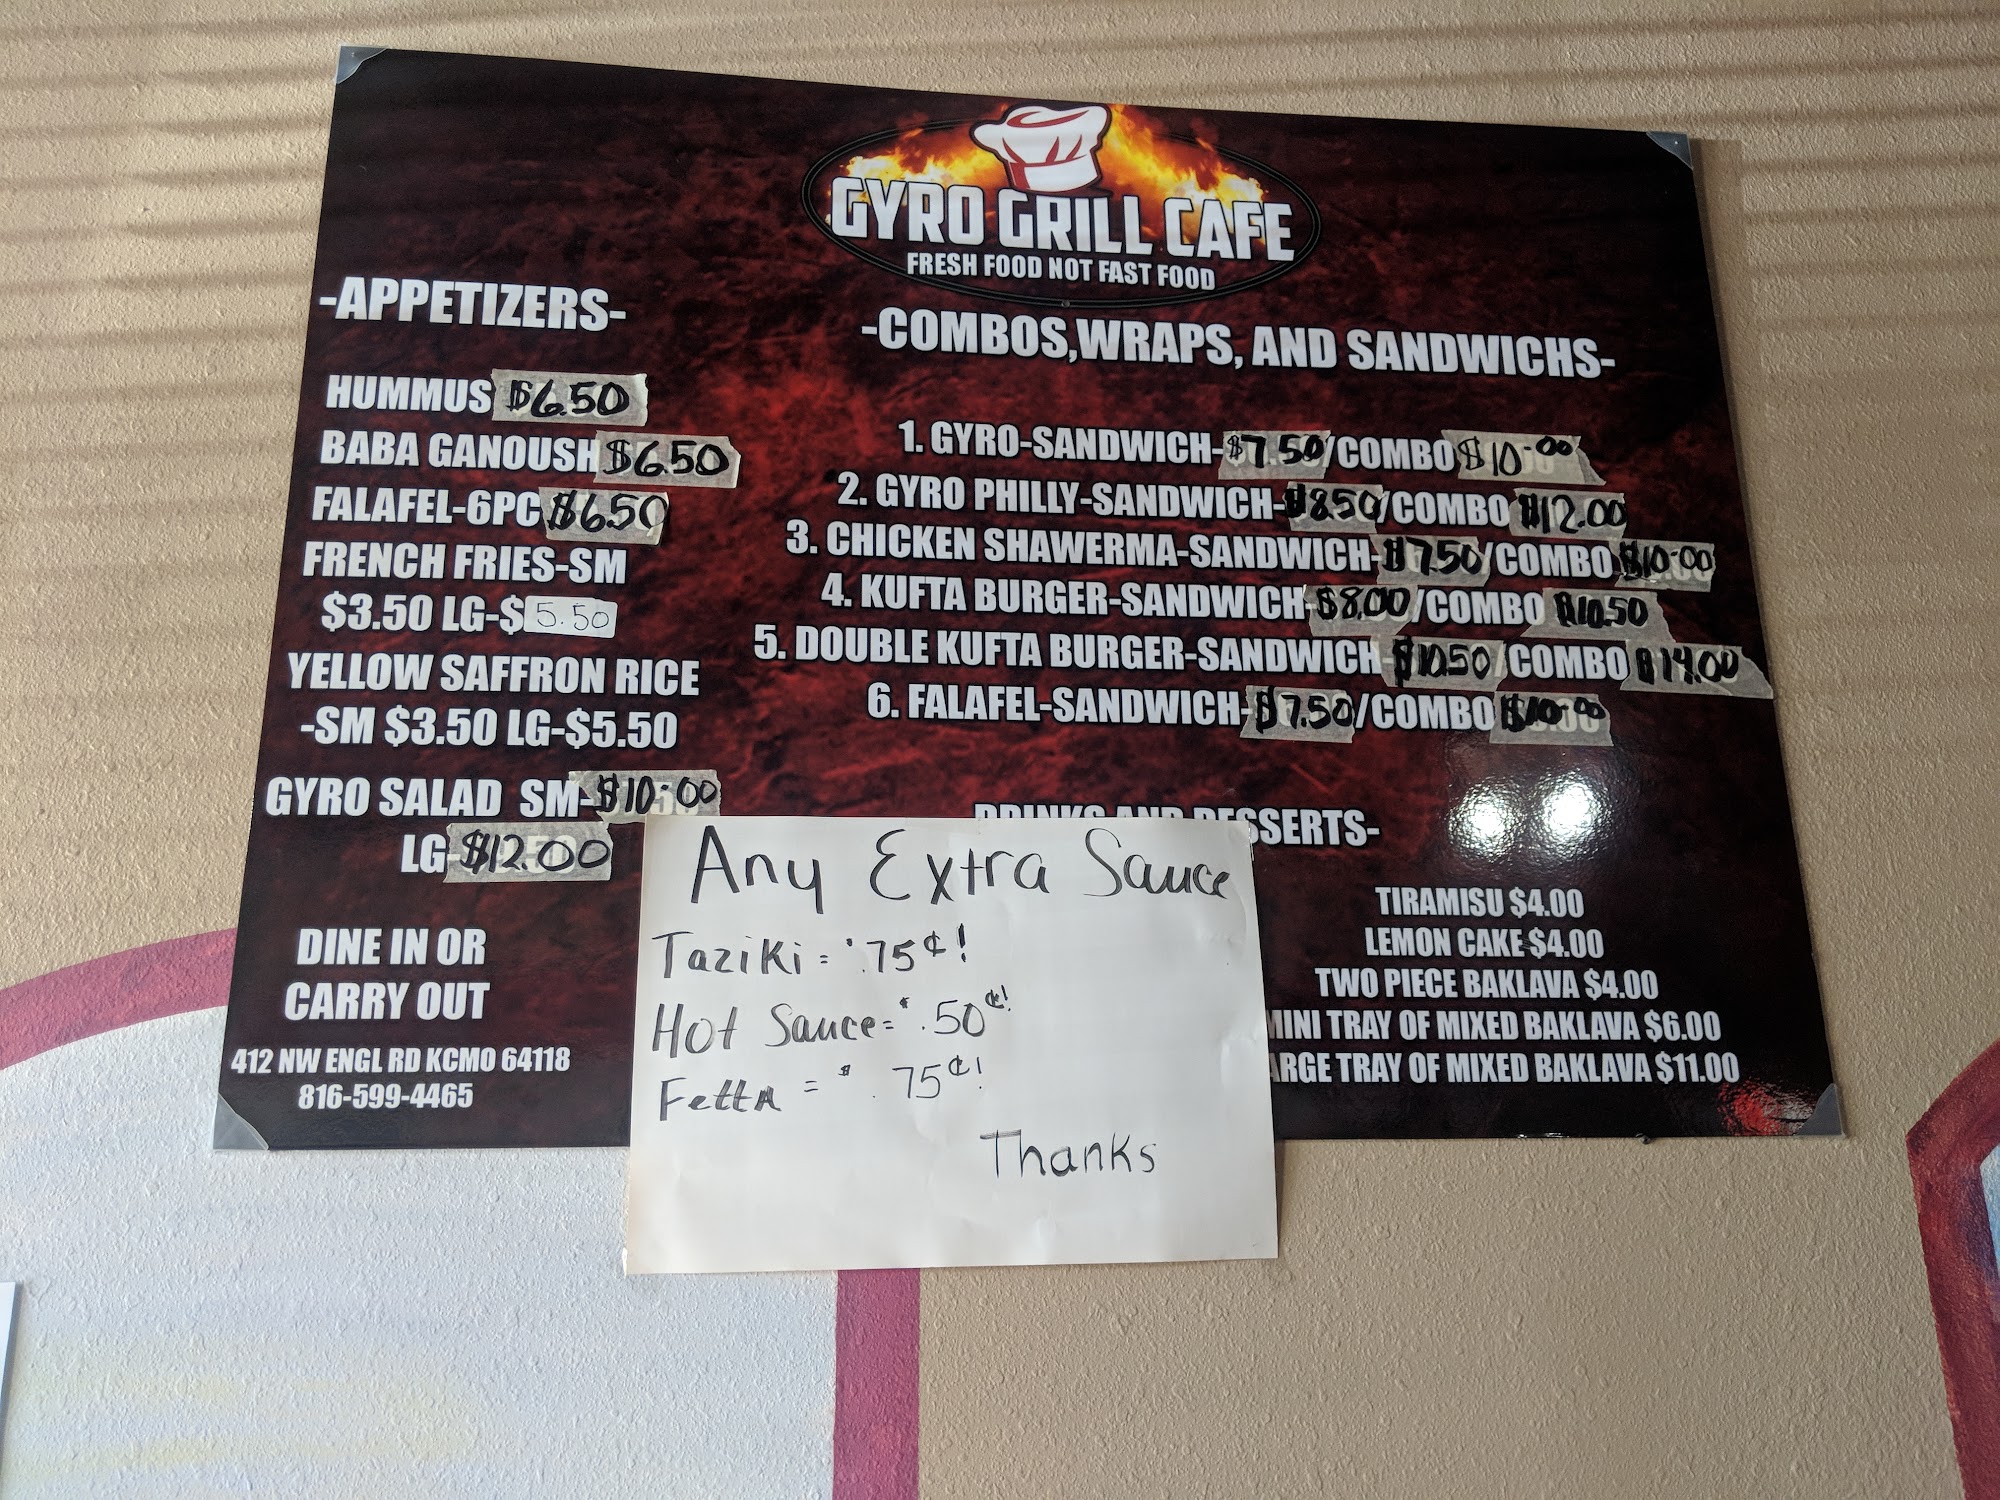 GYRO GRILL CAFE
FRESH FOOD NOT FAST FOOD
-APPETIZERS-
HUMMUS $6.50
BABA GANOUSH $6.50
FALAFEL-6PC $6.50
FRENCH FRIES-SM
$3.50 LG-$ 5.50
YELLOW SAFFRON RICE
-SM $3.50 LG-$5.50
GYRO SALAD SM-$10.00
LG $12.00
DINE IN OR
CARRY OUT
412 NW ENGL RD KCMO 64118
816-599-4465
-COMBOS,WRAPS, AND SANDWICHS-
1. GYRO-SANDWICH-$7.50/COMBO $10.00
2. GYRO PHILLY-SANDWICH-$8.50/COMBO $12.00
3. CHICKEN SHAWERMA-SANDWICH-$7.50/COMBO $10.00
4. KUFTA BURGER-SANDWICH $8.00/COMBO $10.50
5. DOUBLE KUFTA BURGER-SANDWICH $10.50/COMBO $14.00
6. FALAFEL-SANDWICH-$7.50/COMBO $10.00
DRINKS AND DESSERTS-
TIRAMISU $4.00
LEMON CAKE $4.00
TWO PIECE BAKLAVA $4.00
MINI TRAY OF MIXED BAKLAVA $6.00
ARGE TRAY OF MIXED BAKLAVA $11.00
Any Extra Sauce
Taziki = $.75¢!
Hot Sauce = $.50¢!
Fetta = $.75¢!
Thanks